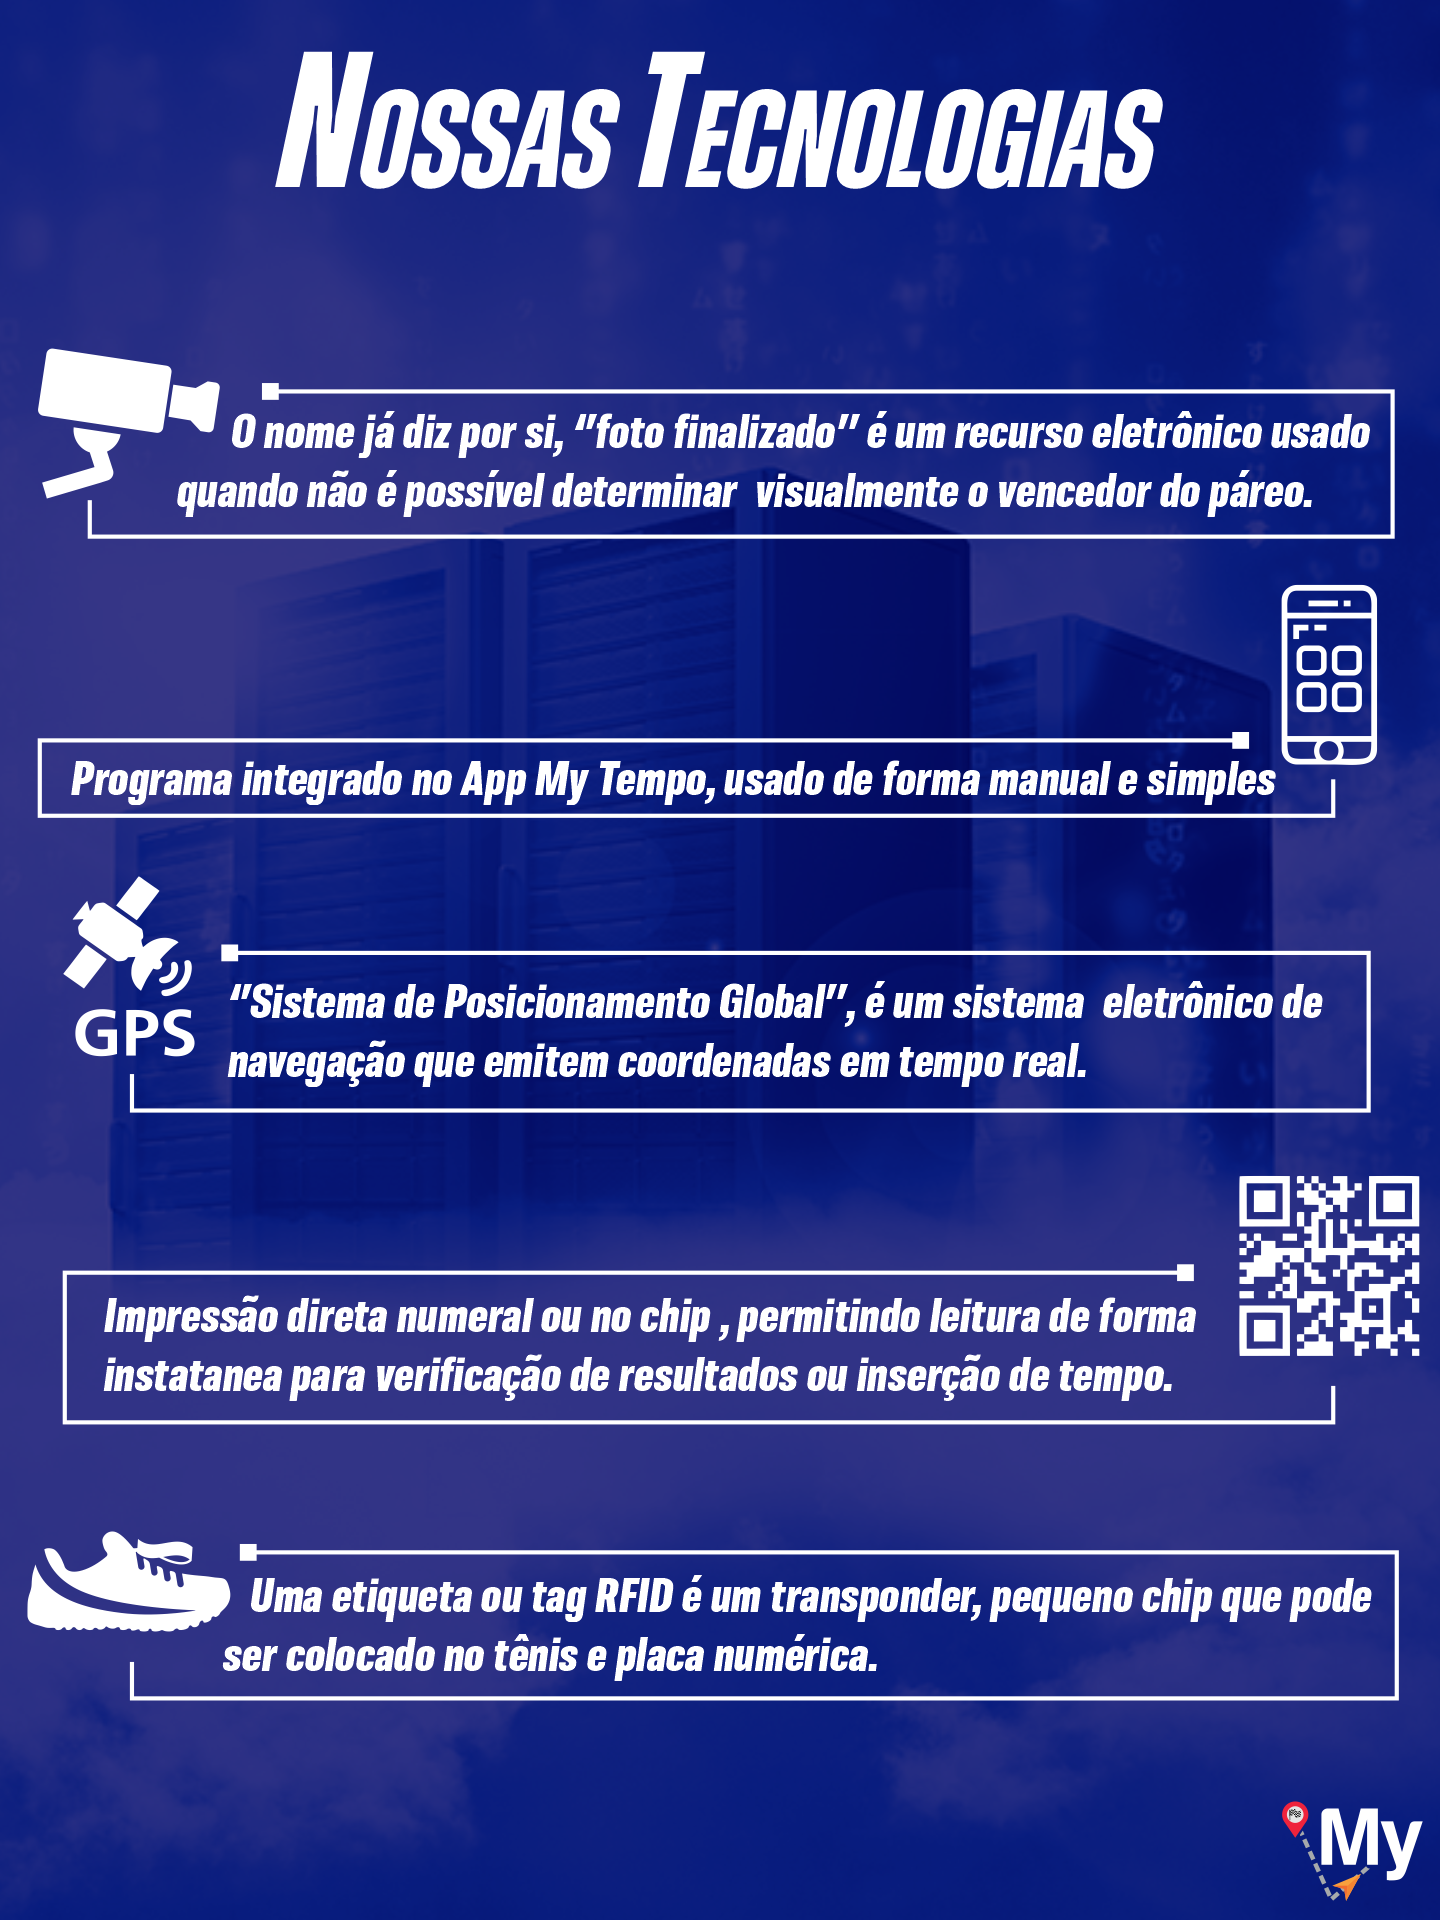 NOSSAS TECNOLOGIAS
O nome já diz por si, “foto finalizado” é um recurso eletrônico usado
quando não é possível determinar visualmente o vencedor do páreo.
Programa integrado no App My Tempo, usado de forma manual e simples
GPS
“Sistema de Posicionamento Global”, é um sistema eletrônico de
navegação que emitem coordenadas em tempo real.
Impressão direta numeral ou no chip , permitindo leitura de forma
instatanea para verificação de resultados ou inserção de tempo.
Uma etiqueta ou tag RFID é um transponder, pequeno chip que pode
ser colocado no tênis e placa numérica.
My